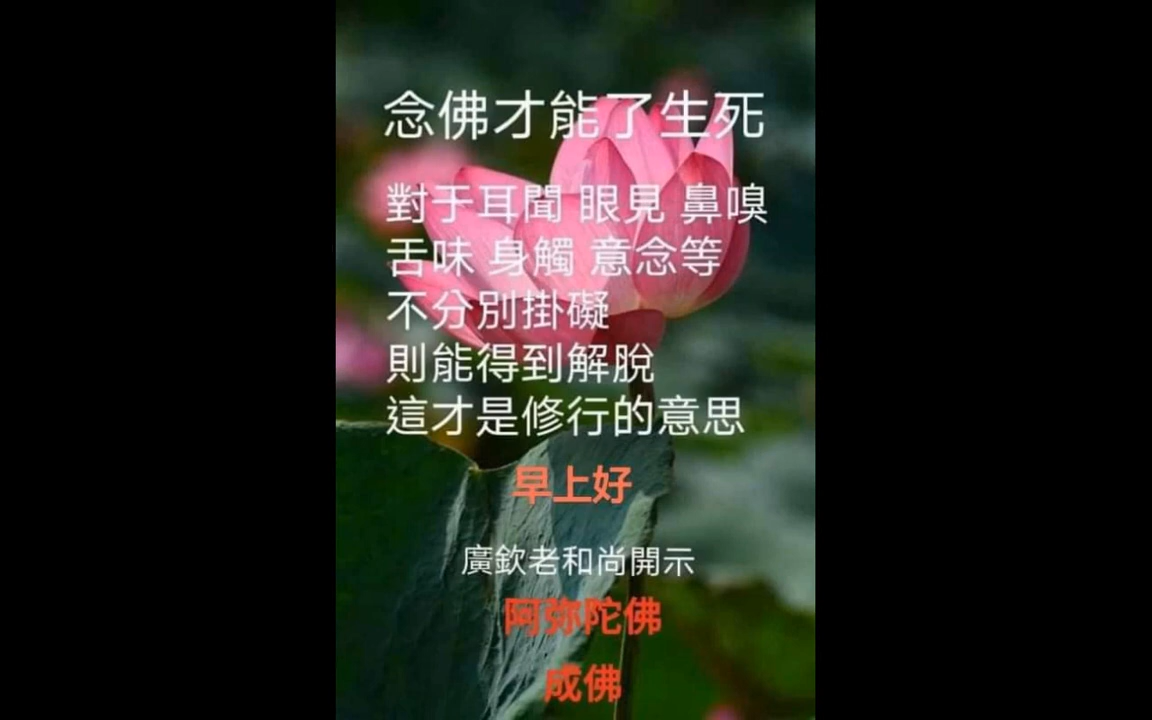 念佛才能了生死
對于耳聞 眼見 鼻嗅
舌味 身觸 意念等
不分別掛礙
則能得到解脫
這才是修行的意思
早上好
廣欽老和尚開示
阿弥陀佛
成佛